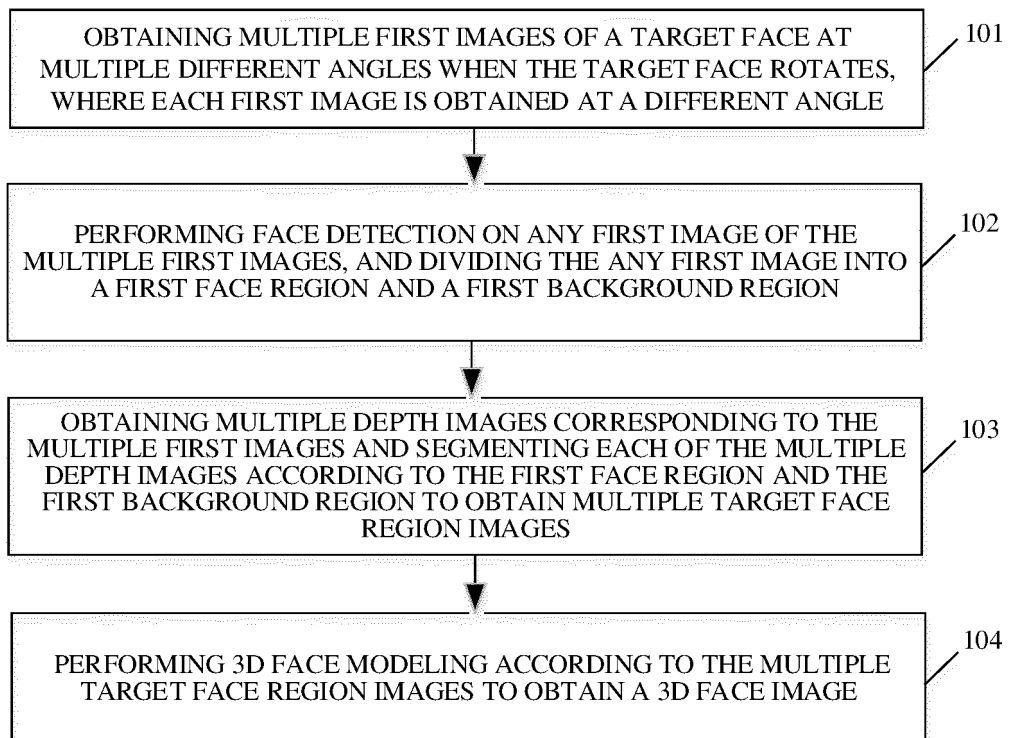 OBTAINING MULTIPLE FIRST IMAGES OF A TARGET FACE AT
MULTIPLE DIFFERENT ANGLES WHEN THE TARGET FACE ROTATES,
WHERE EACH FIRST IMAGE IS OBTAINED AT A DIFFERENT ANGLE
101
PERFORMING FACE DETECTION ON ANY FIRST IMAGE OF THE
MULTIPLE FIRST IMAGES, AND DIVIDING THE ANY FIRST IMAGE INTO
A FIRST FACE REGION AND A FIRST BACKGROUND REGION
102
OBTAINING MULTIPLE DEPTH IMAGES CORRESPONDING TO THE
MULTIPLE FIRST IMAGES AND SEGMENTING EACH OF THE MULTIPLE
DEPTH IMAGES ACCORDING TO THE FIRST FACE REGION AND THE
FIRST BACKGROUND REGION TO OBTAIN MULTIPLE TARGET FACE
REGION IMAGES
103
PERFORMING 3D FACE MODELING ACCORDING TO THE MULTIPLE
TARGET FACE REGION IMAGES TO OBTAIN A 3D FACE IMAGE
104